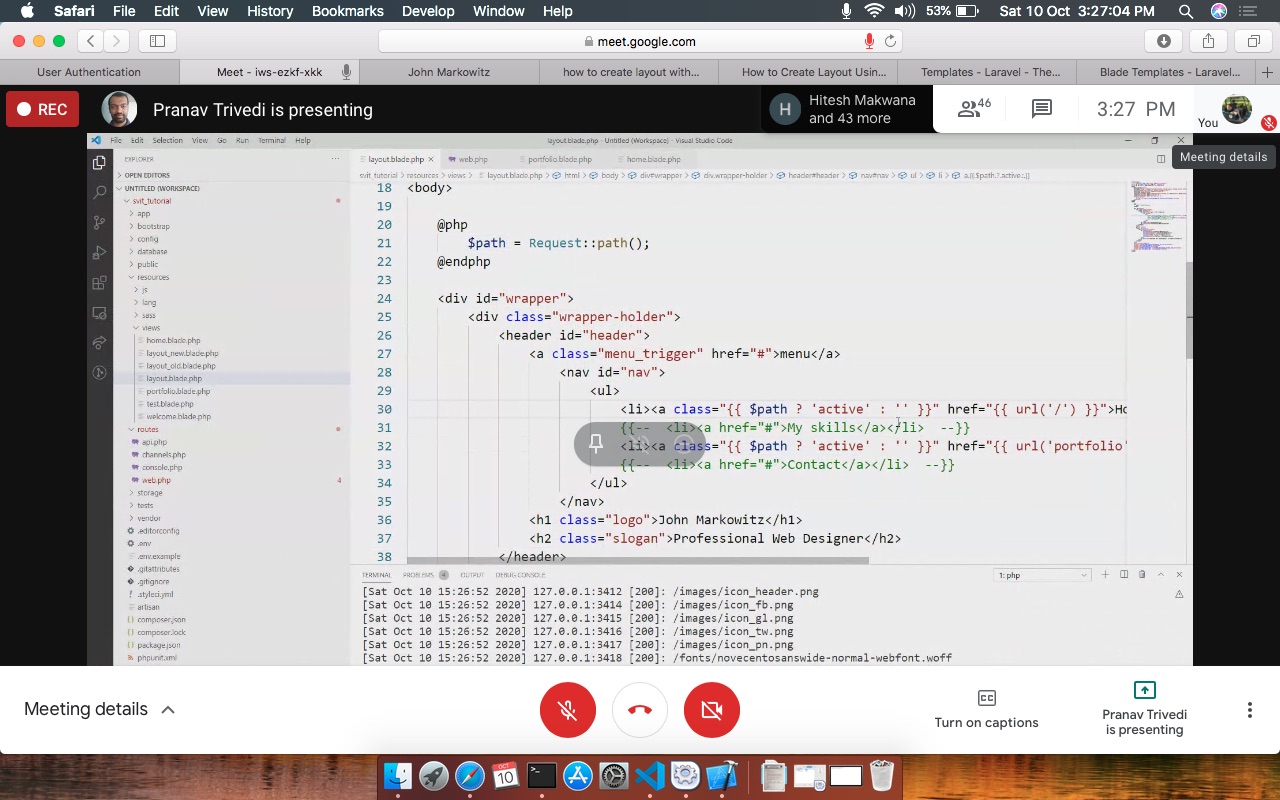 Safari File Edit View History Bookmarks Develop Window Help 53% Sat 10 Oct 3:27:04 PM
meet.google.com
User Authentication Meet - iws-ezkf-xkk John Markowitz how to create layout with... How to Create Layout Usin... Templates - Laravel - The... Blade Templates - Laravel...
REC Pranav Trivedi is presenting Hitesh Makwana and 43 more 46 3:27 PM You
Meeting details
File Edit Selection View Go Run Terminal Help layout.blade.php - Untitled (Workspace) - Visual Studio Code
EXPLORER
OPEN EDITORS
UNTITLED (WORKSPACE)
svit_tutorial
app
bootstrap
config
database
public
resources
js
lang
sass
views
home.blade.php
layout_new.blade.php
layout_old.blade.php
layout.blade.php
portfolio.blade.php
test.blade.php
welcome.blade.php
routes
api.php
channels.php
console.php
web.php 4
storage
tests
vendor
.editorconfig
.env
.env.example
.gitattributes
.gitignore
.styleci.yml
artisan
composer.json
composer.lock
package.json
phpunit.xml
layout.blade.php web.php portfolio.blade.php home.blade.php
svit_tutorial > resources > views > layout.blade.php > html > body > div#wrapper > div.wrapper-holder > header#header > nav#nav > ul > li > a.{{.$path.?.active:.}}
18 <body>
19
20 @php
21 $path = Request::path();
22 @endphp
23
24 <div id="wrapper">
25 <div class="wrapper-holder">
26 <header id="header">
27 <a class="menu_trigger" href="#">menu</a>
28 <nav id="nav">
29 <ul>
30 <li><a class="{{ $path ? 'active' : '' }}" href="{{ url('/') }}">Ho
31 {{-- <li><a href="#">My skills</a></li> --}}
32 <li><a class="{{ $path ? 'active' : '' }}" href="{{ url('portfolio'
33 {{-- <li><a href="#">Contact</a></li> --}}
34 </ul>
35 </nav>
36 <h1 class="logo">John Markowitz</h1>
37 <h2 class="slogan">Professional Web Designer</h2>
38 </header>
TERMINAL PROBLEMS 4 OUTPUT DEBUG CONSOLE 1: php
[Sat Oct 10 15:26:52 2020] 127.0.0.1:3412 [200]: /images/icon_header.png
[Sat Oct 10 15:26:52 2020] 127.0.0.1:3414 [200]: /images/icon_fb.png
[Sat Oct 10 15:26:52 2020] 127.0.0.1:3415 [200]: /images/icon_gl.png
[Sat Oct 10 15:26:52 2020] 127.0.0.1:3416 [200]: /images/icon_tw.png
[Sat Oct 10 15:26:52 2020] 127.0.0.1:3417 [200]: /images/icon_pn.png
[Sat Oct 10 15:26:52 2020] 127.0.0.1:3418 [200]: /fonts/novecentosanswide-normal-webfont.woff
Meeting details
Turn on captions
Pranav Trivedi
is presenting
OCT
10